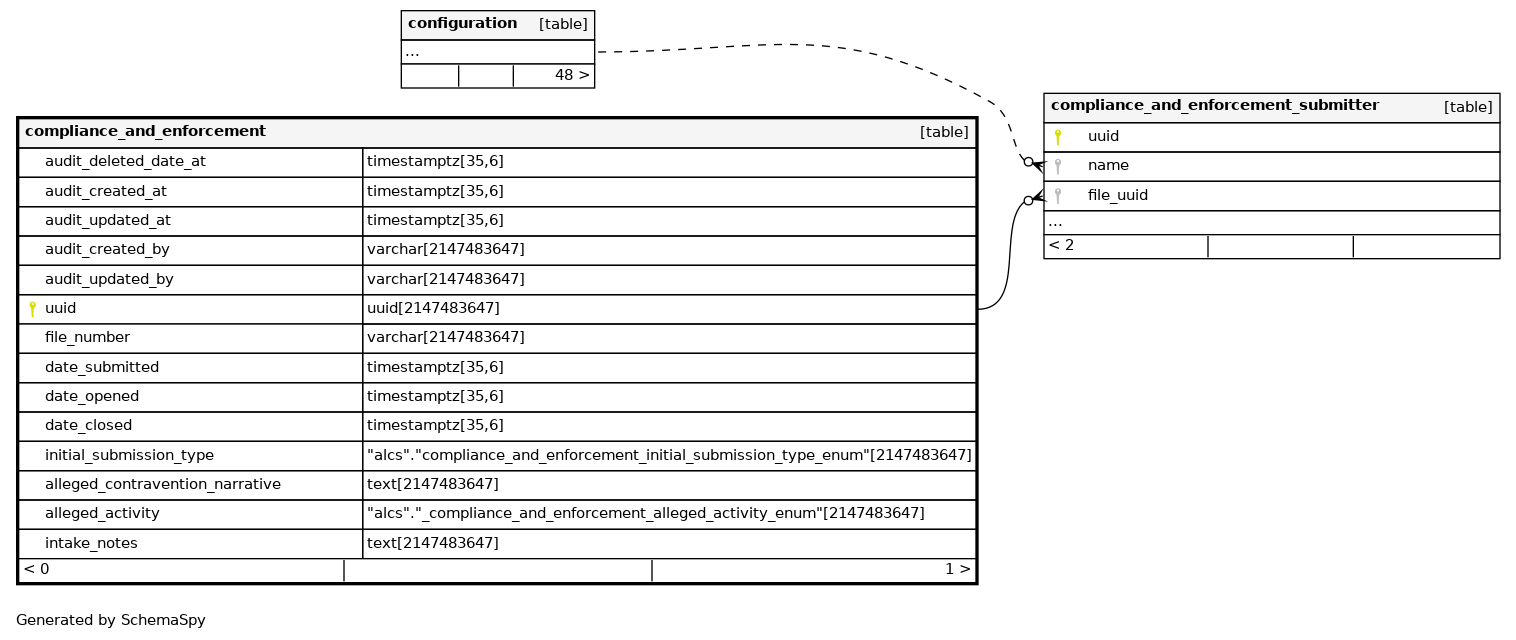 configuration [table]
...
48 >
compliance_and_enforcement [table]
audit_deleted_date_at timestamptz[35,6]
audit_created_at timestamptz[35,6]
audit_updated_at timestamptz[35,6]
audit_created_by varchar[2147483647]
audit_updated_by varchar[2147483647]
uuid uuid[2147483647]
file_number varchar[2147483647]
date_submitted timestamptz[35,6]
date_opened timestamptz[35,6]
date_closed timestamptz[35,6]
initial_submission_type "alcs"."compliance_and_enforcement_initial_submission_type_enum"[2147483647]
alleged_contravention_narrative text[2147483647]
alleged_activity "alcs"."_compliance_and_enforcement_alleged_activity_enum"[2147483647]
intake_notes text[2147483647]
< 0 1 >
compliance_and_enforcement_submitter [table]
uuid
name
file_uuid
...
< 2
Generated by SchemaSpy